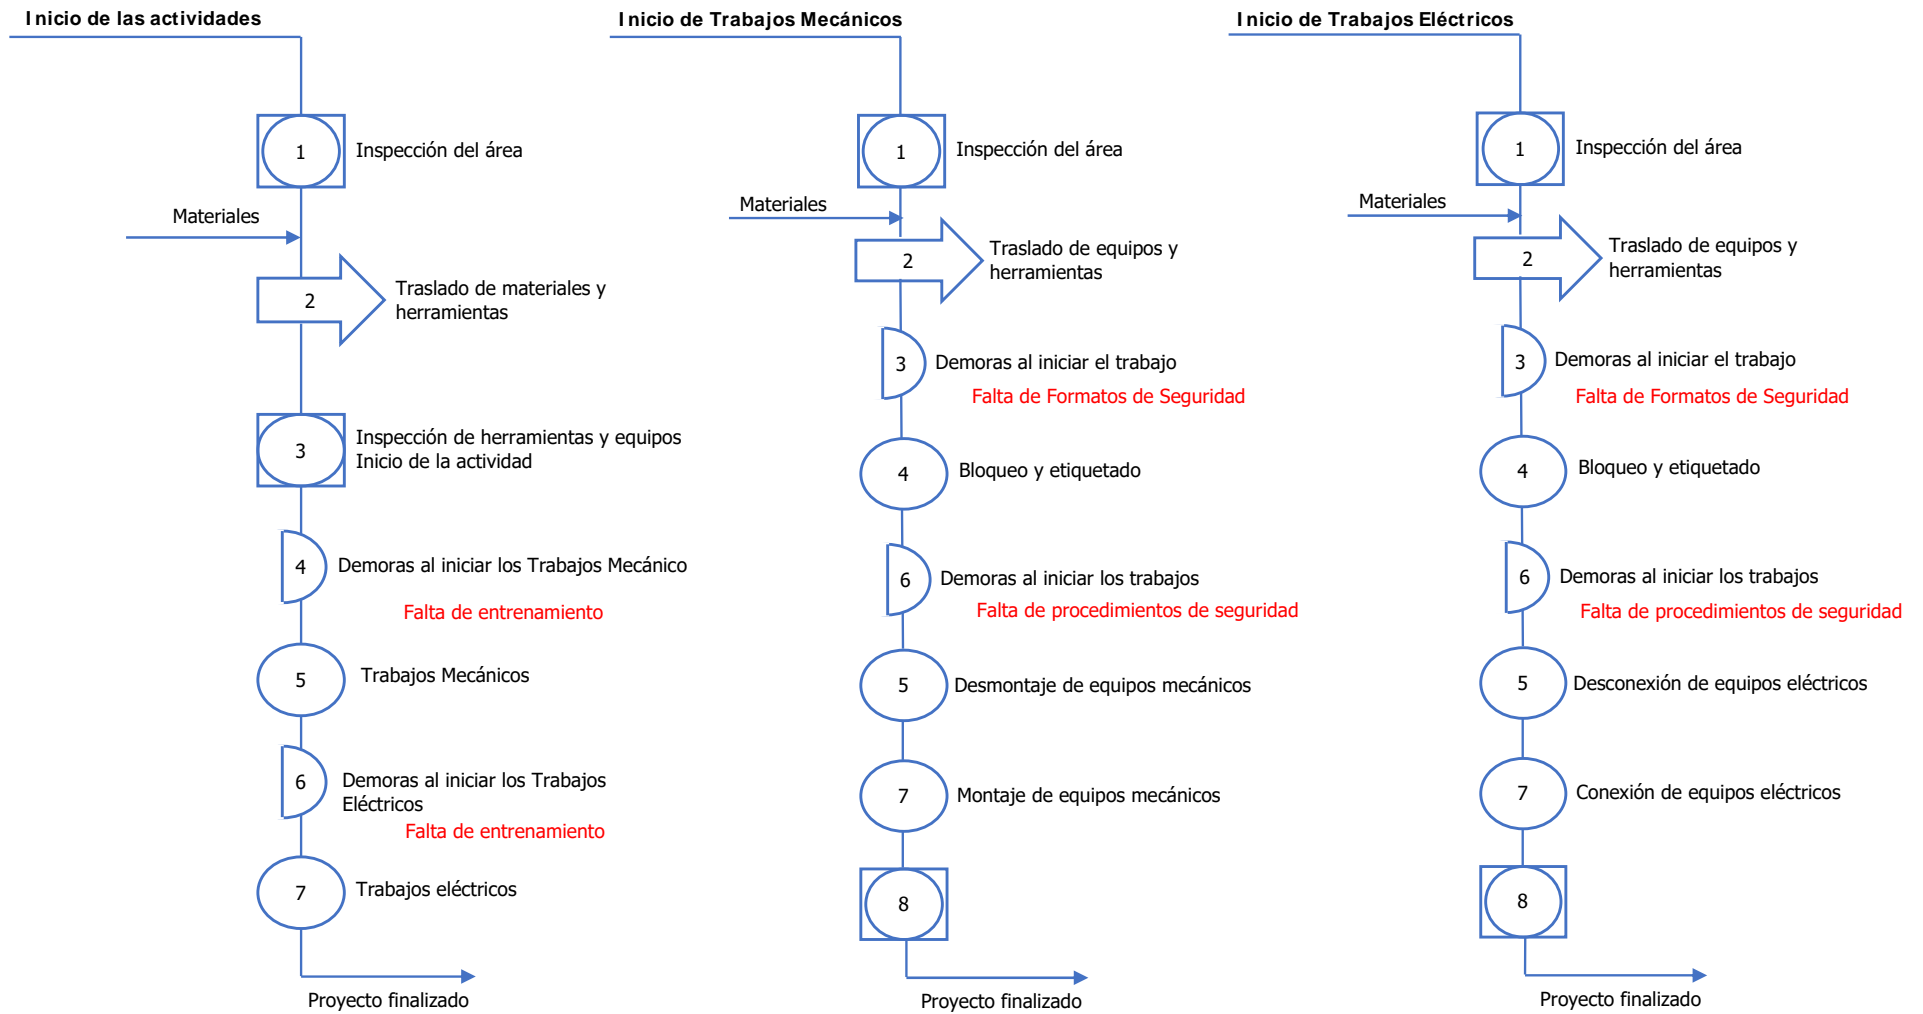 Inicio de las actividades
1
Inspección del área
Materiales
2
Traslado de materiales y
herramientas
3
Inspección de herramientas y equipos
Inicio de la actividad
4
Demoras al iniciar los Trabajos Mecánico
Falta de entrenamiento
5
Trabajos Mecánicos
6
Demoras al iniciar los Trabajos
Eléctricos
Falta de entrenamiento
7
Trabajos eléctricos
Proyecto finalizado
Inicio de Trabajos Mecánicos
1
Inspección del área
Materiales
2
Traslado de equipos y
herramientas
3
Demoras al iniciar el trabajo
Falta de Formatos de Seguridad
4
Bloqueo y etiquetado
6
Demoras al iniciar los trabajos
Falta de procedimientos de seguridad
5
Desmontaje de equipos mecánicos
7
Montaje de equipos mecánicos
8
Proyecto finalizado
Inicio de Trabajos Eléctricos
1
Inspección del área
Materiales
2
Traslado de equipos y
herramientas
3
Demoras al iniciar el trabajo
Falta de Formatos de Seguridad
4
Bloqueo y etiquetado
6
Demoras al iniciar los trabajos
Falta de procedimientos de seguridad
5
Desconexión de equipos eléctricos
7
Conexión de equipos eléctricos
8
Proyecto finalizado